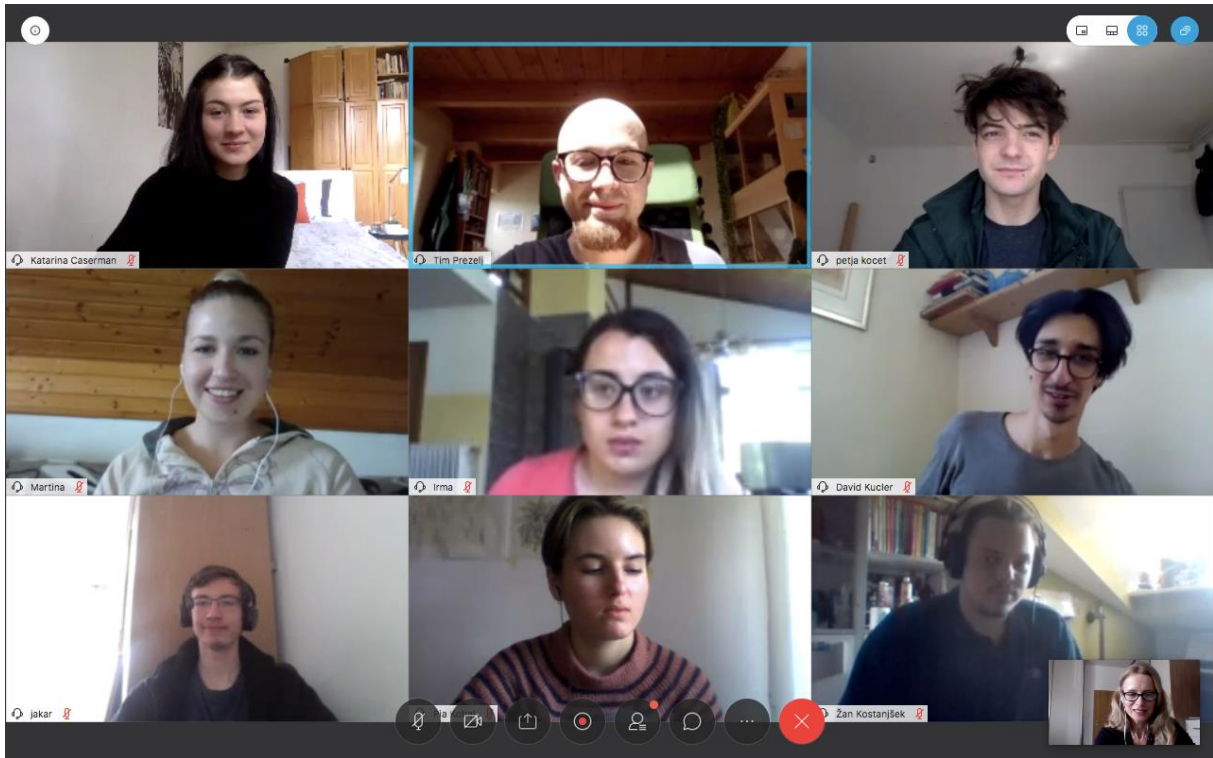 Katarina Caserman
Tim Prezelj
petja kocet
Martina
Irma
David Kucler
jakar
Žan Kostanjšek